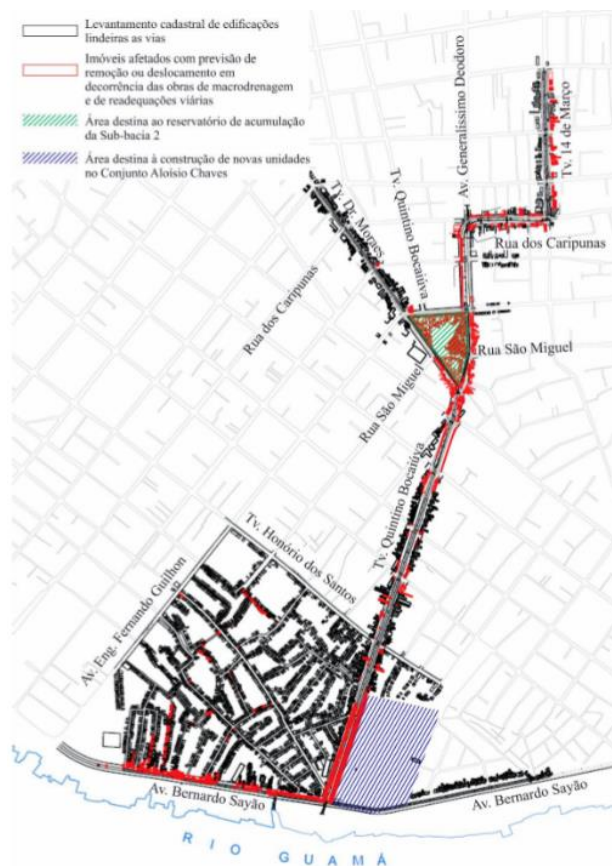 Levantamento cadastral de edificações
lindeiras as vias
Imóveis afetados com previsão de
remoção ou deslocamento em
decorrência das obras de macrodrenagem
e de readequações viárias
Área destina ao reservatório de acumulação
da Sub-bacia 2
Área destina à construção de novas unidades
no Conjunto Aloísio Chaves
Av. Generalíssimo Deodoro
Tv. 14 de Março
Tv. Quintino Bocaiúva
Tv. Dr. Moraes
Rua dos Caripunas
Rua dos Caripunas
Rua São Miguel
Rua São Miguel
Tv. Quintino Bocaiúva
Tv. Honório dos Santos
Av. Eng. Fernando Guilhon
Av. Bernardo Sayão
Av. Bernardo Sayão
RIO GUAMÁ